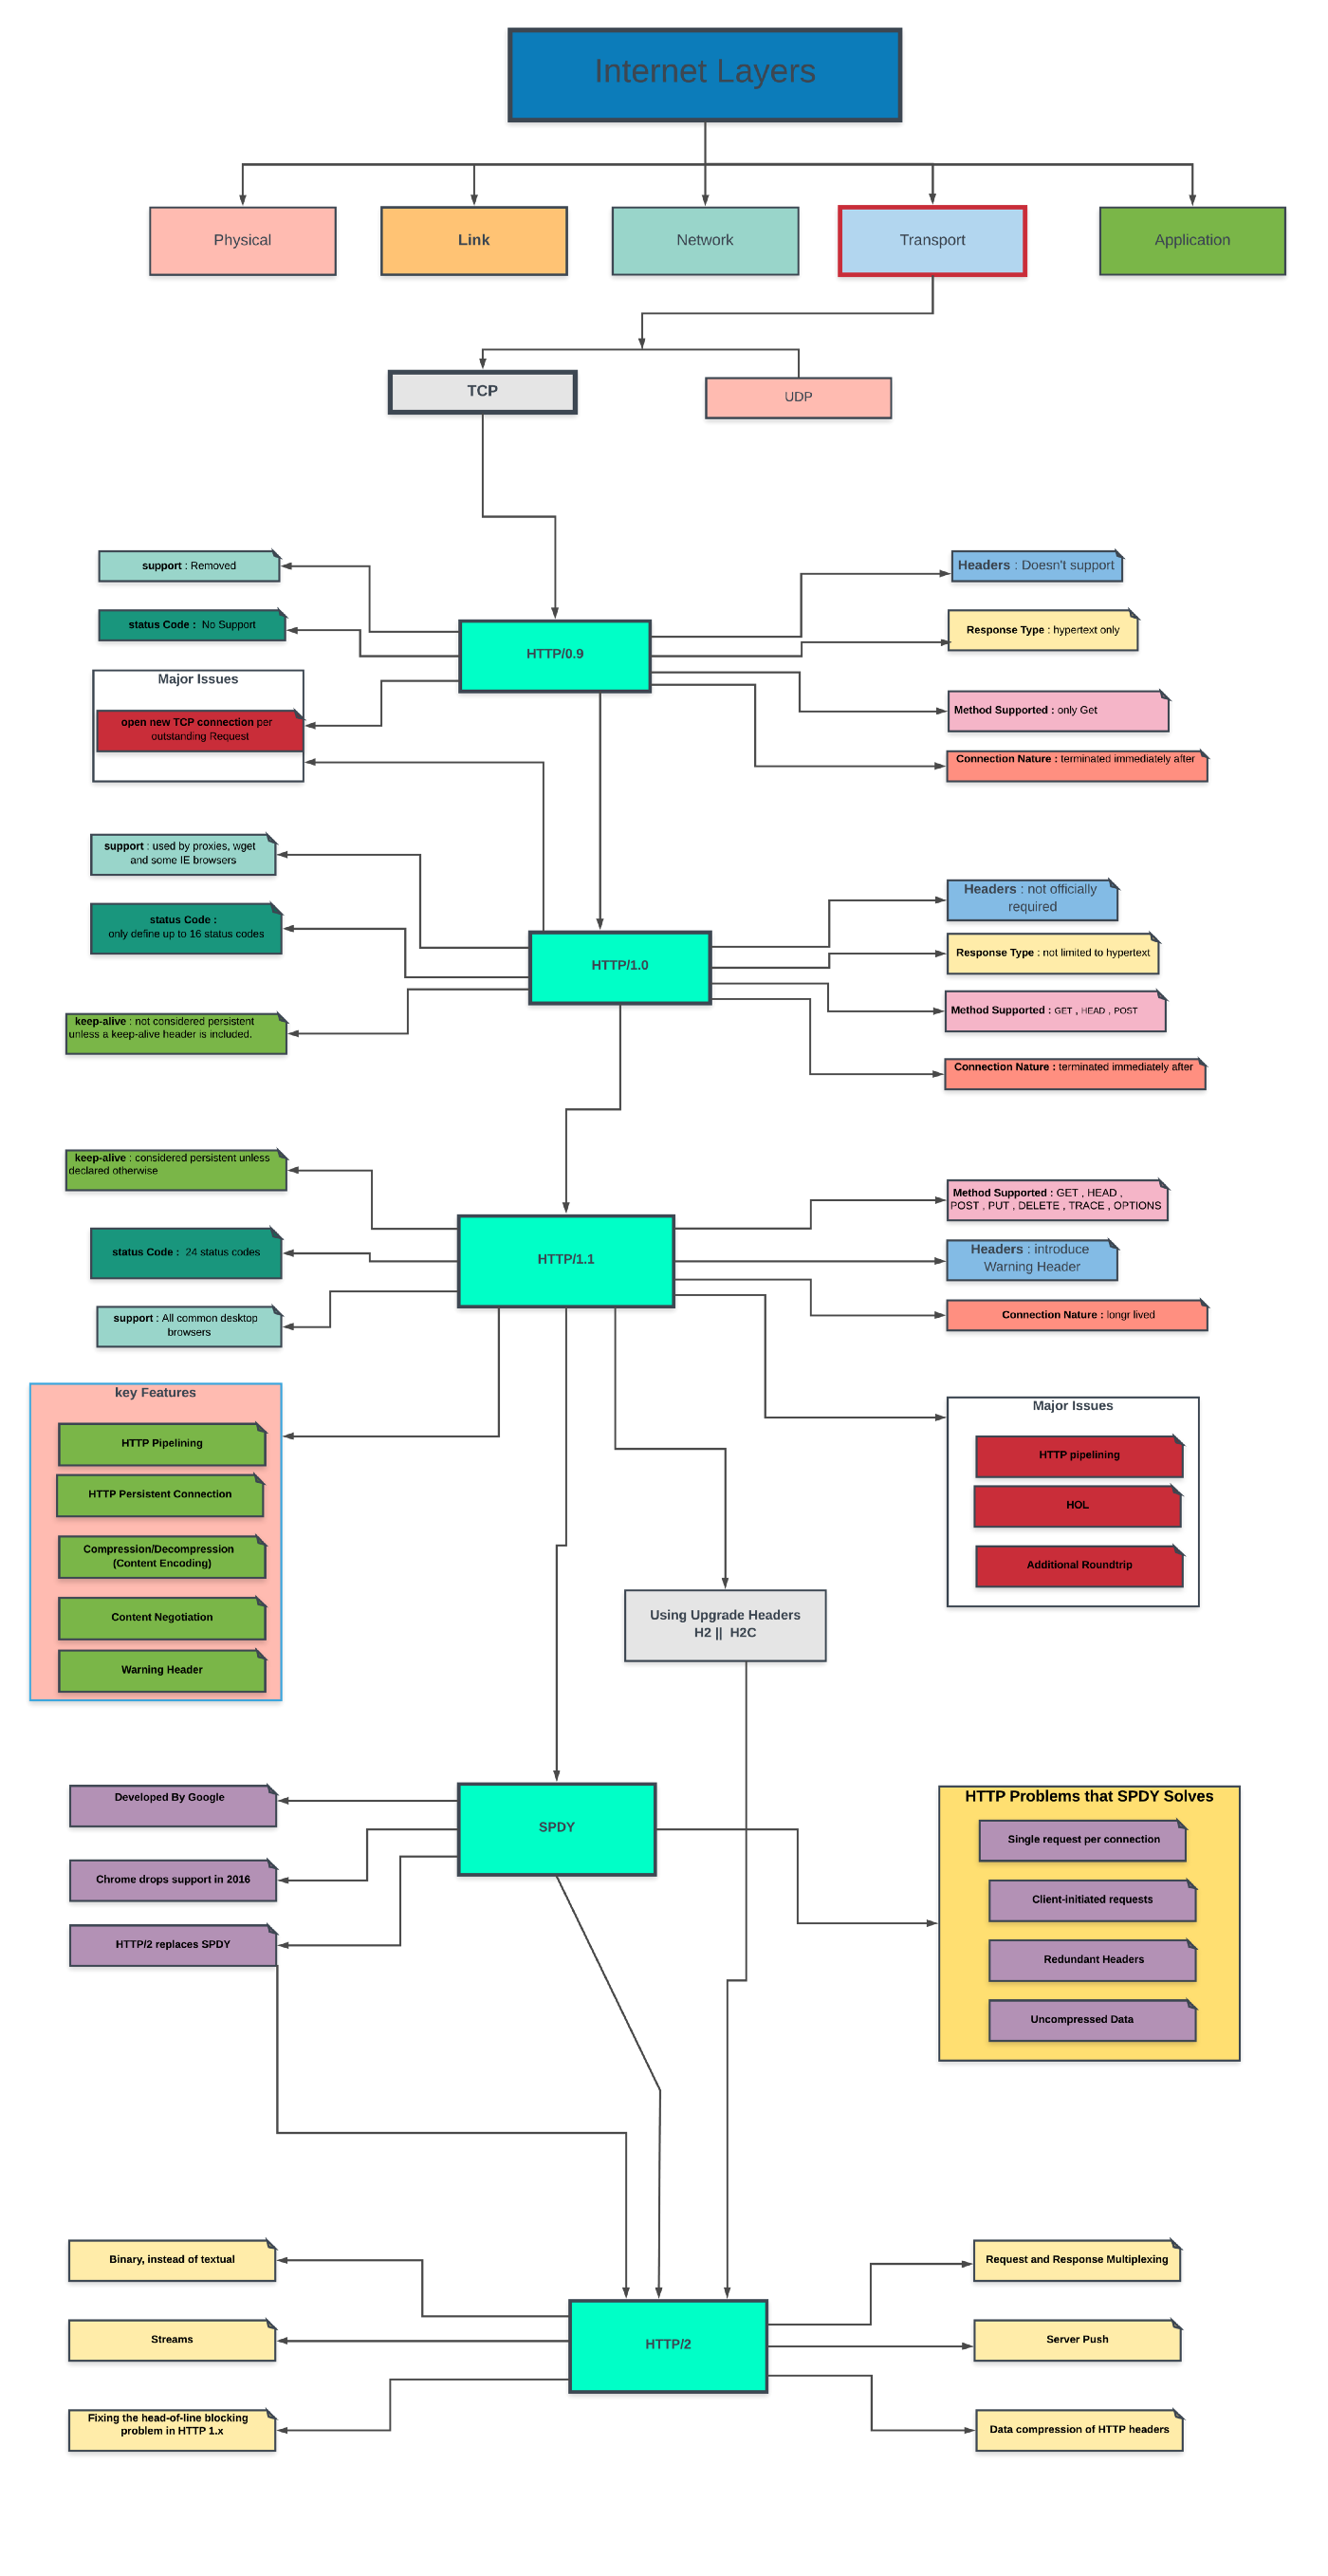 Internet Layers
Physical
Link
Network
Transport
Application
TCP
UDP
support : Removed
Headers : Doesn't support
status Code :  No Support
Response Type : hypertext only
HTTP/0.9
Major Issues
open new TCP connection per
outstanding Request
Method Supported : only Get
Connection Nature : terminated immediately after
support : used by proxies, wget
and some IE browsers
Headers : not officially
required
status Code :
only define up to 16 status codes
Response Type : not limited to hypertext
HTTP/1.0
keep-alive : not considered persistent
unless a keep-alive header is included.
Method Supported : GET , HEAD , POST
Connection Nature : terminated immediately after
keep-alive : considered persistent unless
declared otherwise
Method Supported : GET , HEAD ,
POST , PUT , DELETE , TRACE , OPTIONS
status Code :  24 status codes
HTTP/1.1
Headers : introduce
Warning Header
support : All common desktop
browsers
Connection Nature : longr lived
key Features
HTTP Pipelining
HTTP Persistent Connection
Compression/Decompression
(Content Encoding)
Content Negotiation
Warning Header
Major Issues
HTTP pipelining
HOL
Additional Roundtrip
Using Upgrade Headers
H2 ||  H2C
Developed By Google
Chrome drops support in 2016
HTTP/2 replaces SPDY
SPDY
HTTP Problems that SPDY Solves
Single request per connection
Client-initiated requests
Redundant Headers
Uncompressed Data
Binary, instead of textual
Streams
Fixing the head-of-line blocking
problem in HTTP 1.x
HTTP/2
Request and Response Multiplexing
Server Push
Data compression of HTTP headers